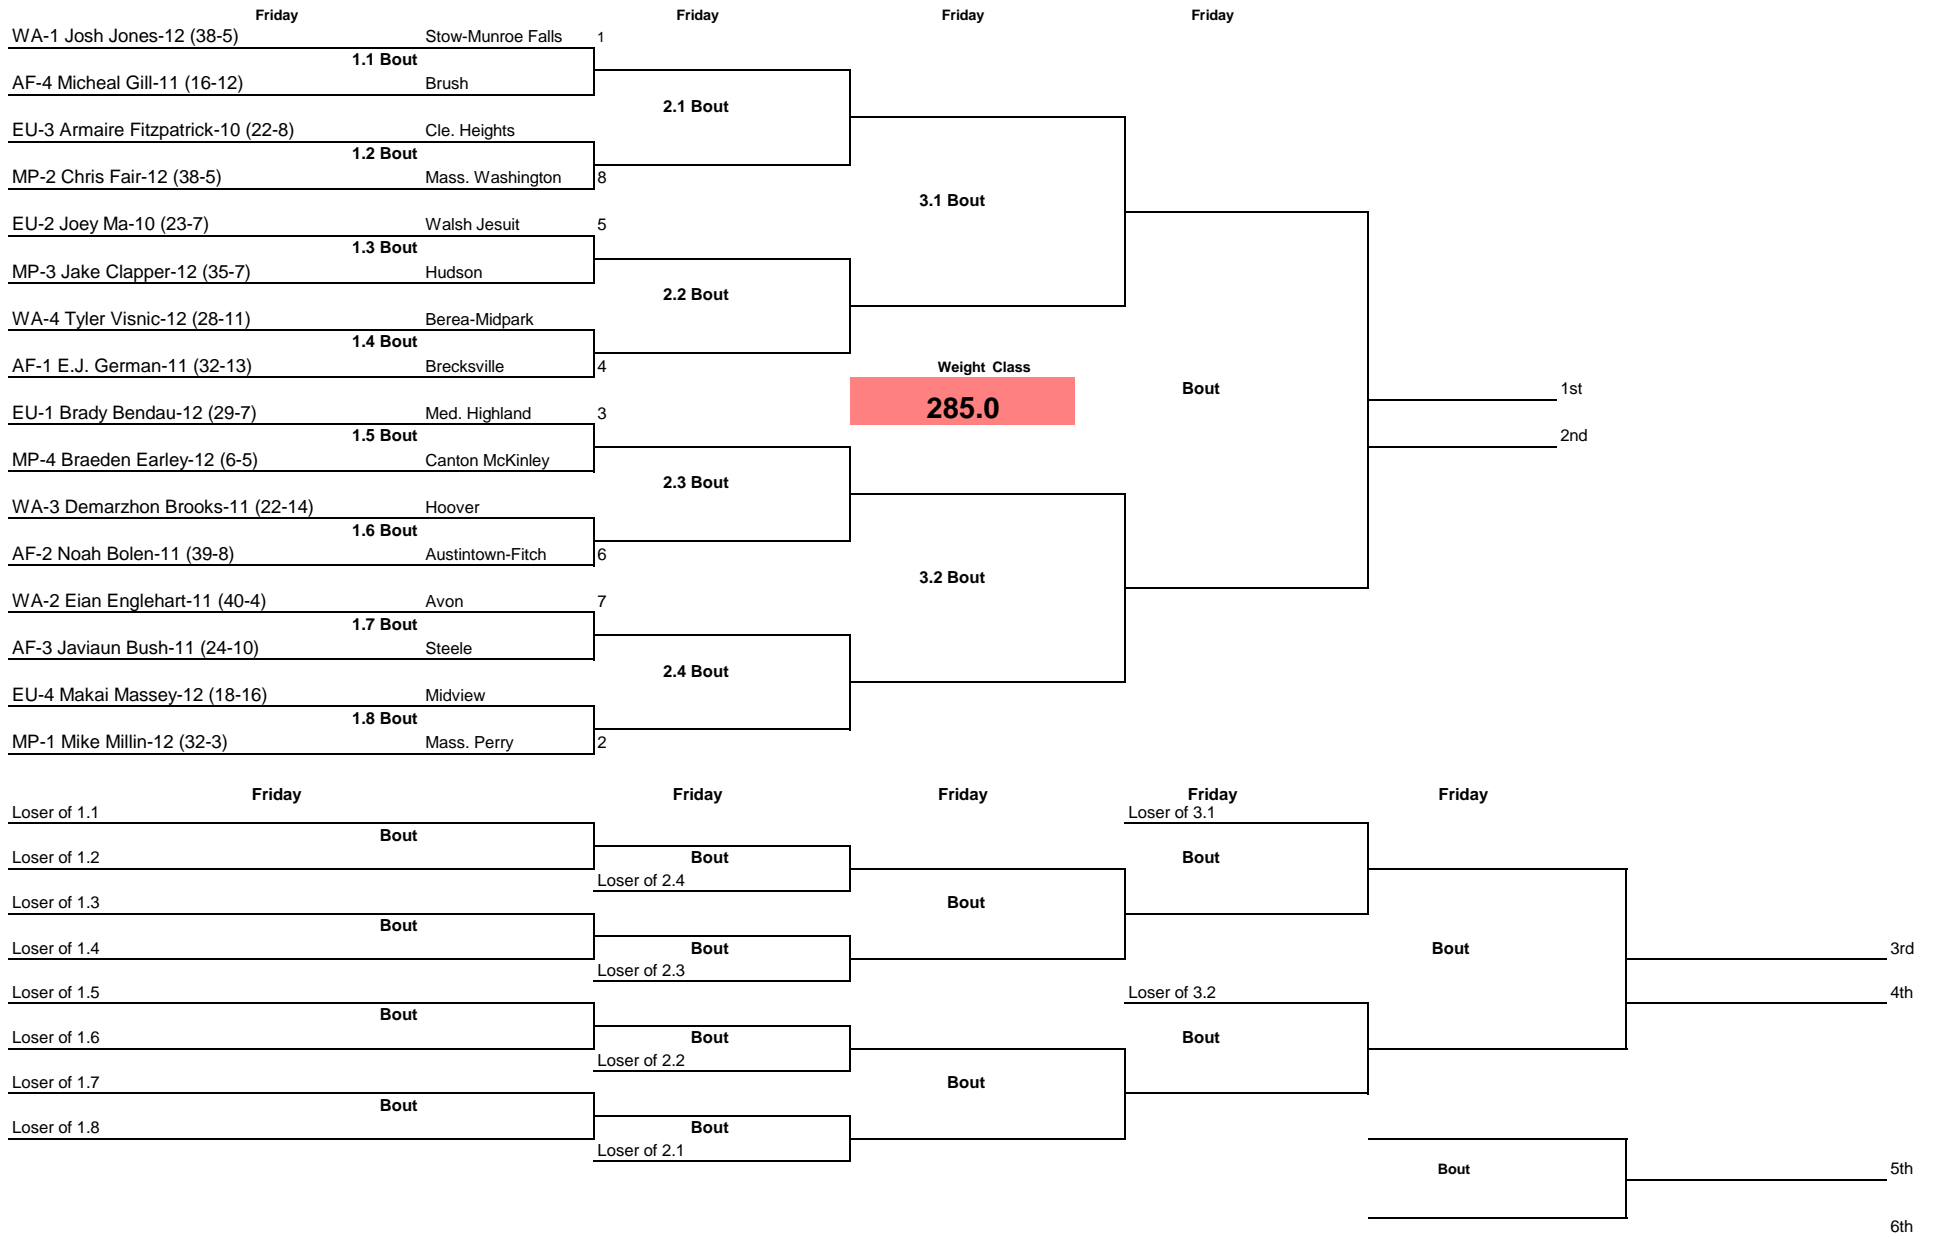 Friday Friday Friday Friday
WA-1 Josh Jones-12 (38-5) Stow-Munroe Falls 1
1.1 Bout
AF-4 Micheal Gill-11 (16-12) Brush
2.1 Bout
EU-3 Armaire Fitzpatrick-10 (22-8) Cle. Heights
1.2 Bout
MP-2 Chris Fair-12 (38-5) Mass. Washington 8
3.1 Bout
EU-2 Joey Ma-10 (23-7) Walsh Jesuit 5
1.3 Bout
MP-3 Jake Clapper-12 (35-7) Hudson
2.2 Bout
WA-4 Tyler Visnic-12 (28-11) Berea-Midpark
1.4 Bout
AF-1 E.J. German-11 (32-13) Brecksville 4 Weight Class
Bout 1st
285.0
EU-1 Brady Bendau-12 (29-7) Med. Highland 3
1.5 Bout 2nd
MP-4 Braeden Earley-12 (6-5) Canton McKinley
2.3 Bout
WA-3 Demarzhon Brooks-11 (22-14) Hoover
1.6 Bout
AF-2 Noah Bolen-11 (39-8) Austintown-Fitch 6
3.2 Bout
WA-2 Eian Englehart-11 (40-4) Avon 7
1.7 Bout
AF-3 Javiaun Bush-11 (24-10) Steele
2.4 Bout
EU-4 Makai Massey-12 (18-16) Midview
1.8 Bout
MP-1 Mike Millin-12 (32-3) Mass. Perry 2
Friday Friday Friday Friday Friday
Loser of 1.1 Loser of 3.1
Bout
Loser of 1.2 Bout Bout
Loser of 2.4
Loser of 1.3 Bout
Bout
Loser of 1.4 Bout Bout 3rd
Loser of 2.3
Loser of 1.5 Loser of 3.2 4th
Bout
Loser of 1.6 Bout Bout
Loser of 2.2
Loser of 1.7 Bout
Bout
Loser of 1.8 Bout
Loser of 2.1
Bout 5th
6th